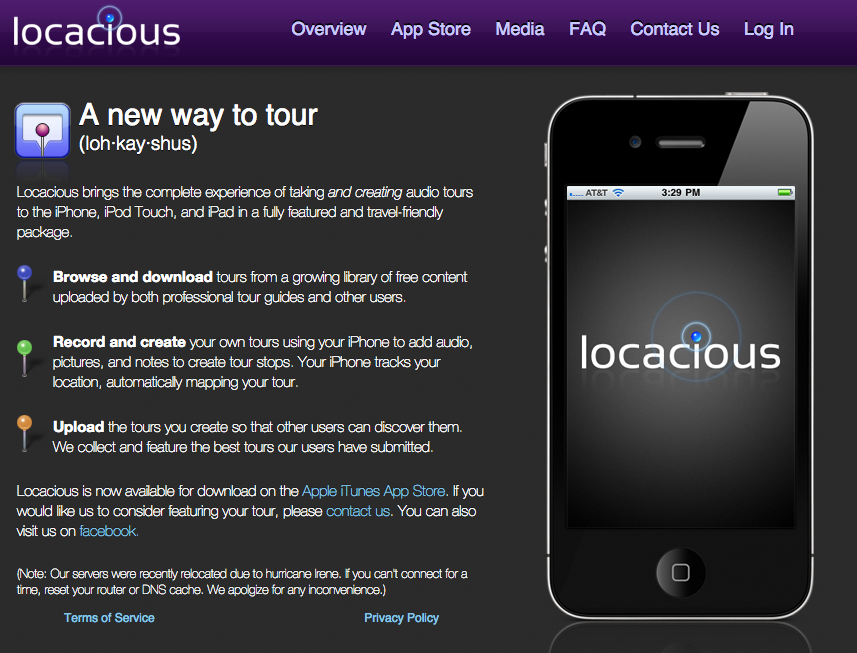 locacious
Overview App Store Media FAQ Contact Us Log In
A new way to tour
(loh·kay·shus)
Locacious brings the complete experience of taking and creating audio tours
to the iPhone, iPod Touch, and iPad in a fully featured and travel-friendly
package.
Browse and download tours from a growing library of free content
uploaded by both professional tour guides and other users.
Record and create your own tours using your iPhone to add audio,
pictures, and notes to create tour stops. Your iPhone tracks your
location, automatically mapping your tour.
Upload the tours you create so that other users can discover them.
We collect and feature the best tours our users have submitted.
Locacious is now available for download on the Apple iTunes App Store. If you
would like us to consider featuring your tour, please contact us. You can also
visit us on facebook.
(Note: Our servers were recently relocated due to hurricane Irene. If you can't connect for a
time, reset your router or DNS cache. We apolgize for any inconvenience.)
Terms of Service Privacy Policy
AT&T 3:29 PM
locacious